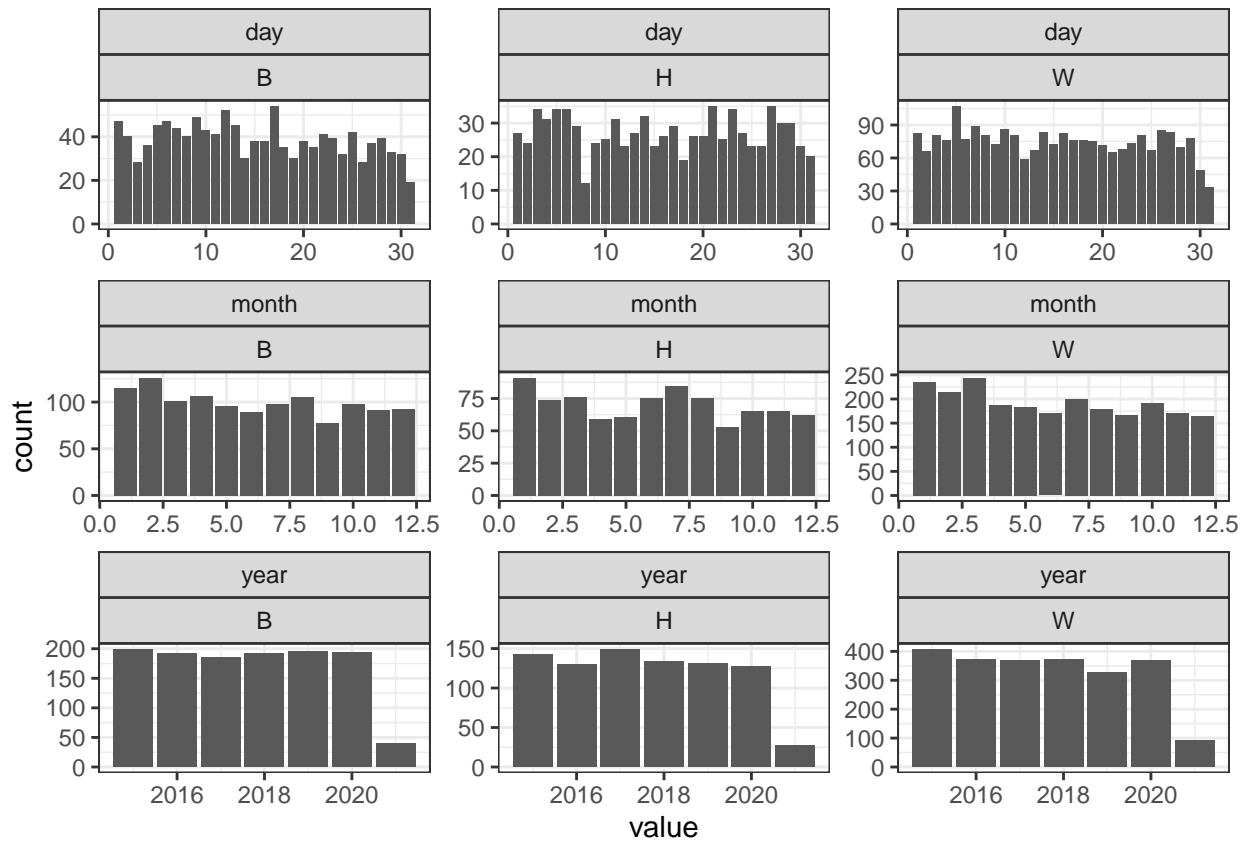 day day day
B H W
40 30 90
20 20 60
0 10 30
0 0
0 10 20 30 0 10 20 30 0 10 20 30
month month month
B H W
100 75 250
50 50 200
0 25 150
0 100
50
0
0.0 2.5 5.0 7.5 10.0 12.5 0.0 2.5 5.0 7.5 10.0 12.5 0.0 2.5 5.0 7.5 10.0 12.5
count
year year year
B H W
200 150 400
150 100 300
100 50 200
50 0 100
0 0
2016 2018 2020 2016 2018 2020 2016 2018 2020
value